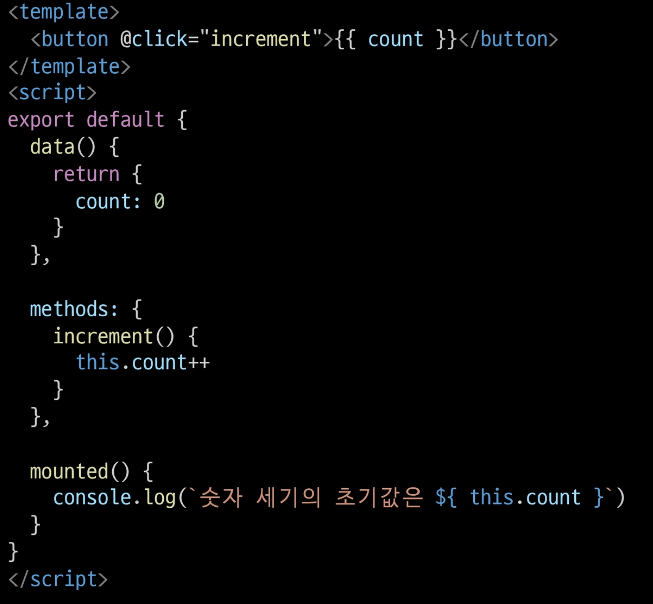 <template>
  <button @click="increment">{{ count }}</button>
</template>
<script>
export default {
  data() {
    return {
      count: 0
    }
  },

  methods: {
    increment() {
      this.count++
    }
  },

  mounted() {
    console.log(`숫자 세기의 초기값은 ${ this.count }`)
  }
}
</script>